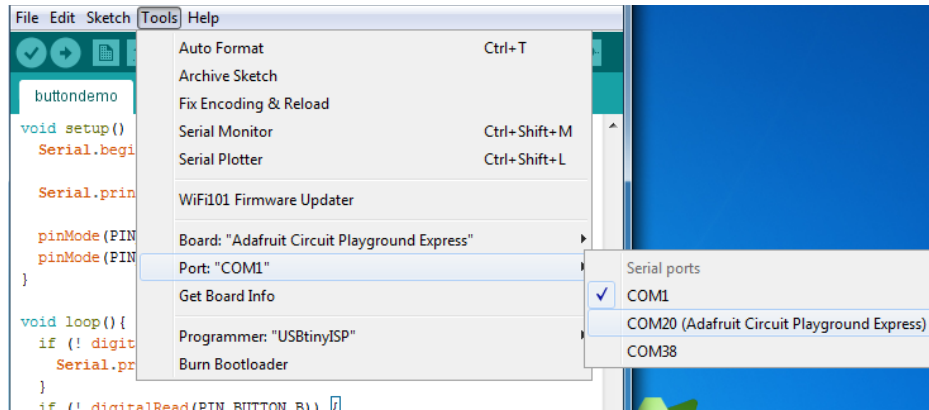 File Edit Sketch Tools Help
Auto Format Ctrl+T
Archive Sketch
buttondemo
Fix Encoding & Reload
void setup()
Serial Monitor Ctrl+Shift+M
Serial.begi
Serial Plotter Ctrl+Shift+L
Serial.prin
WiFi101 Firmware Updater
pinMode(PIN
Board: "Adafruit Circuit Playground Express"
pinMode(PIN
Port: "COM1"
Serial ports
}
Get Board Info
COM1
void loop(){
COM20 (Adafruit Circuit Playground Express)
if (! digit
Programmer: "USBtinyISP"
COM38
Serial.pr
Burn Bootloader
}
if (! digitalRead(PIN_BUTTON_B)) {